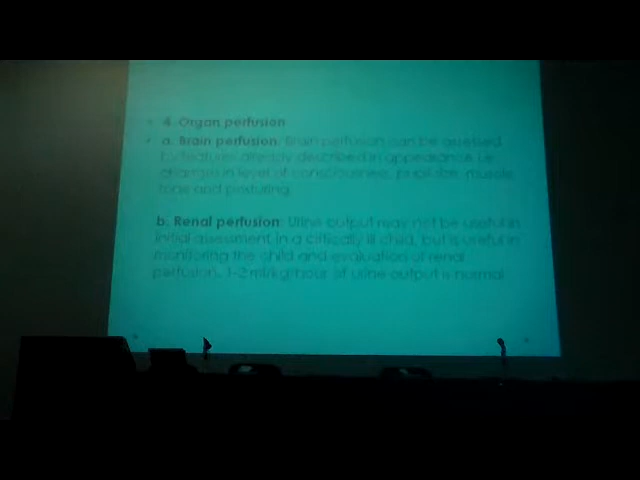 4. Organ perfusion
a. Brain perfusion: Brain perfusion can be assessed
by features already described in appearance i.e
changes in level of consciousness, pupil size, muscle
tone and posturing.
b. Renal perfusion: Urine output may not be useful in
initial assessment in a critically ill child, but is useful in
monitoring the child and evaluation of renal
perfusion. 1-2 ml/kg/hour of urine output is normal